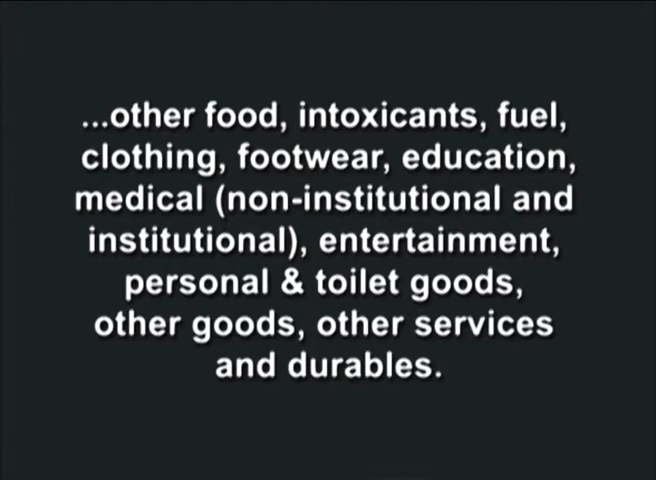 ...other food, intoxicants, fuel,
clothing, footwear, education,
medical (non-institutional and
institutional), entertainment,
personal & toilet goods,
other goods, other services
and durables.